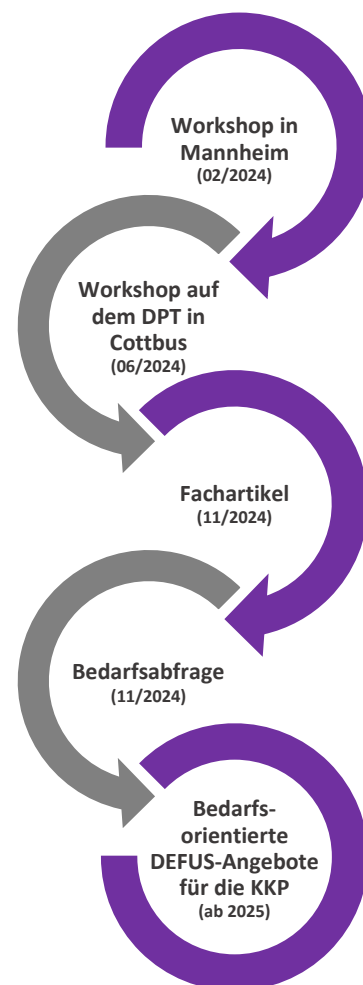 Workshop in
Mannheim
(02/2024)
Workshop auf
dem DPT in
Cottbus
(06/2024)
Fachartikel
(11/2024)
Bedarfsabfrage
(11/2024)
Bedarfs-
orientierte
DEFUS-Angebote
für die KKP
(ab 2025)